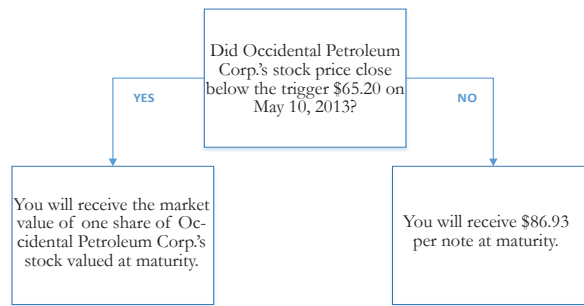 Did Occidental Petroleum
Corp.'s stock price close
below the trigger $65.20 on
May 10, 2013?
YES
NO
You will receive the market
value of one share of Oc-
cidental Petroleum Corp.'s
stock valued at maturity.
You will receive $86.93
per note at maturity.